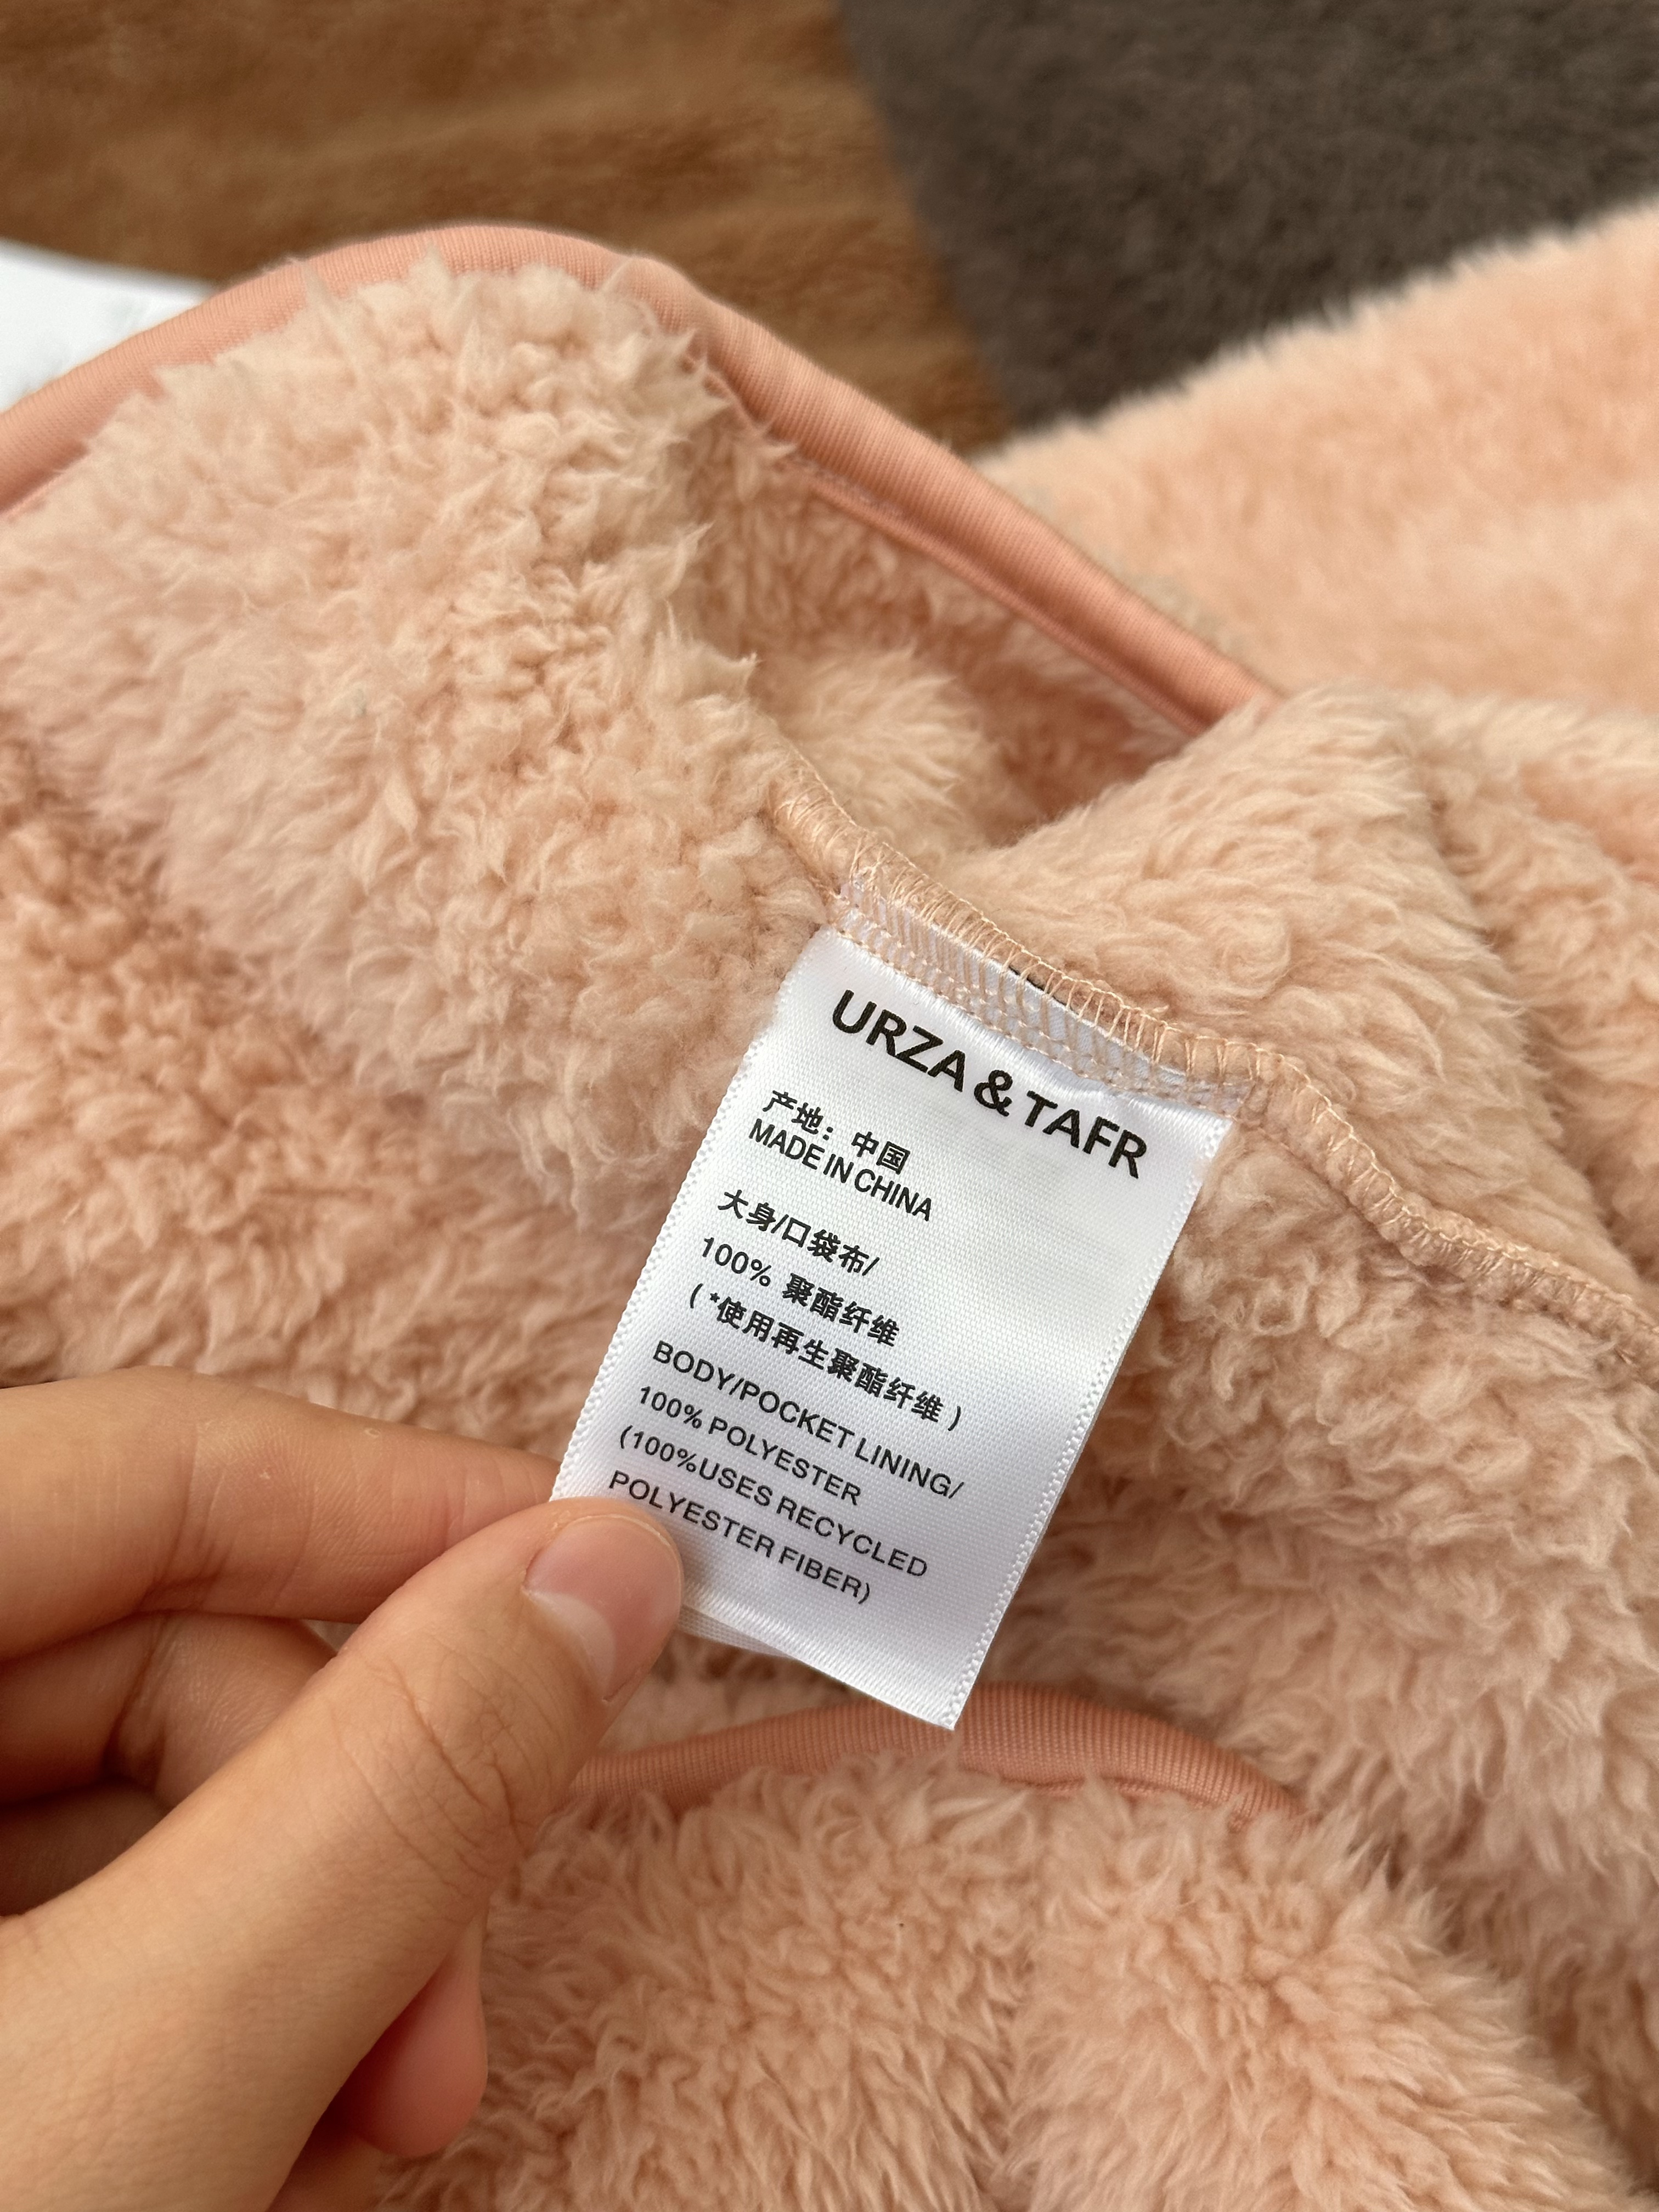 URZA & TAFR
产地：中国
MADE IN CHINA
大身/口袋布/
100% 聚酯纤维
( *使用再生聚酯纤维 )
BODY/POCKET LINING/
100% POLYESTER
(100%USES RECYCLED
POLYESTER FIBER)